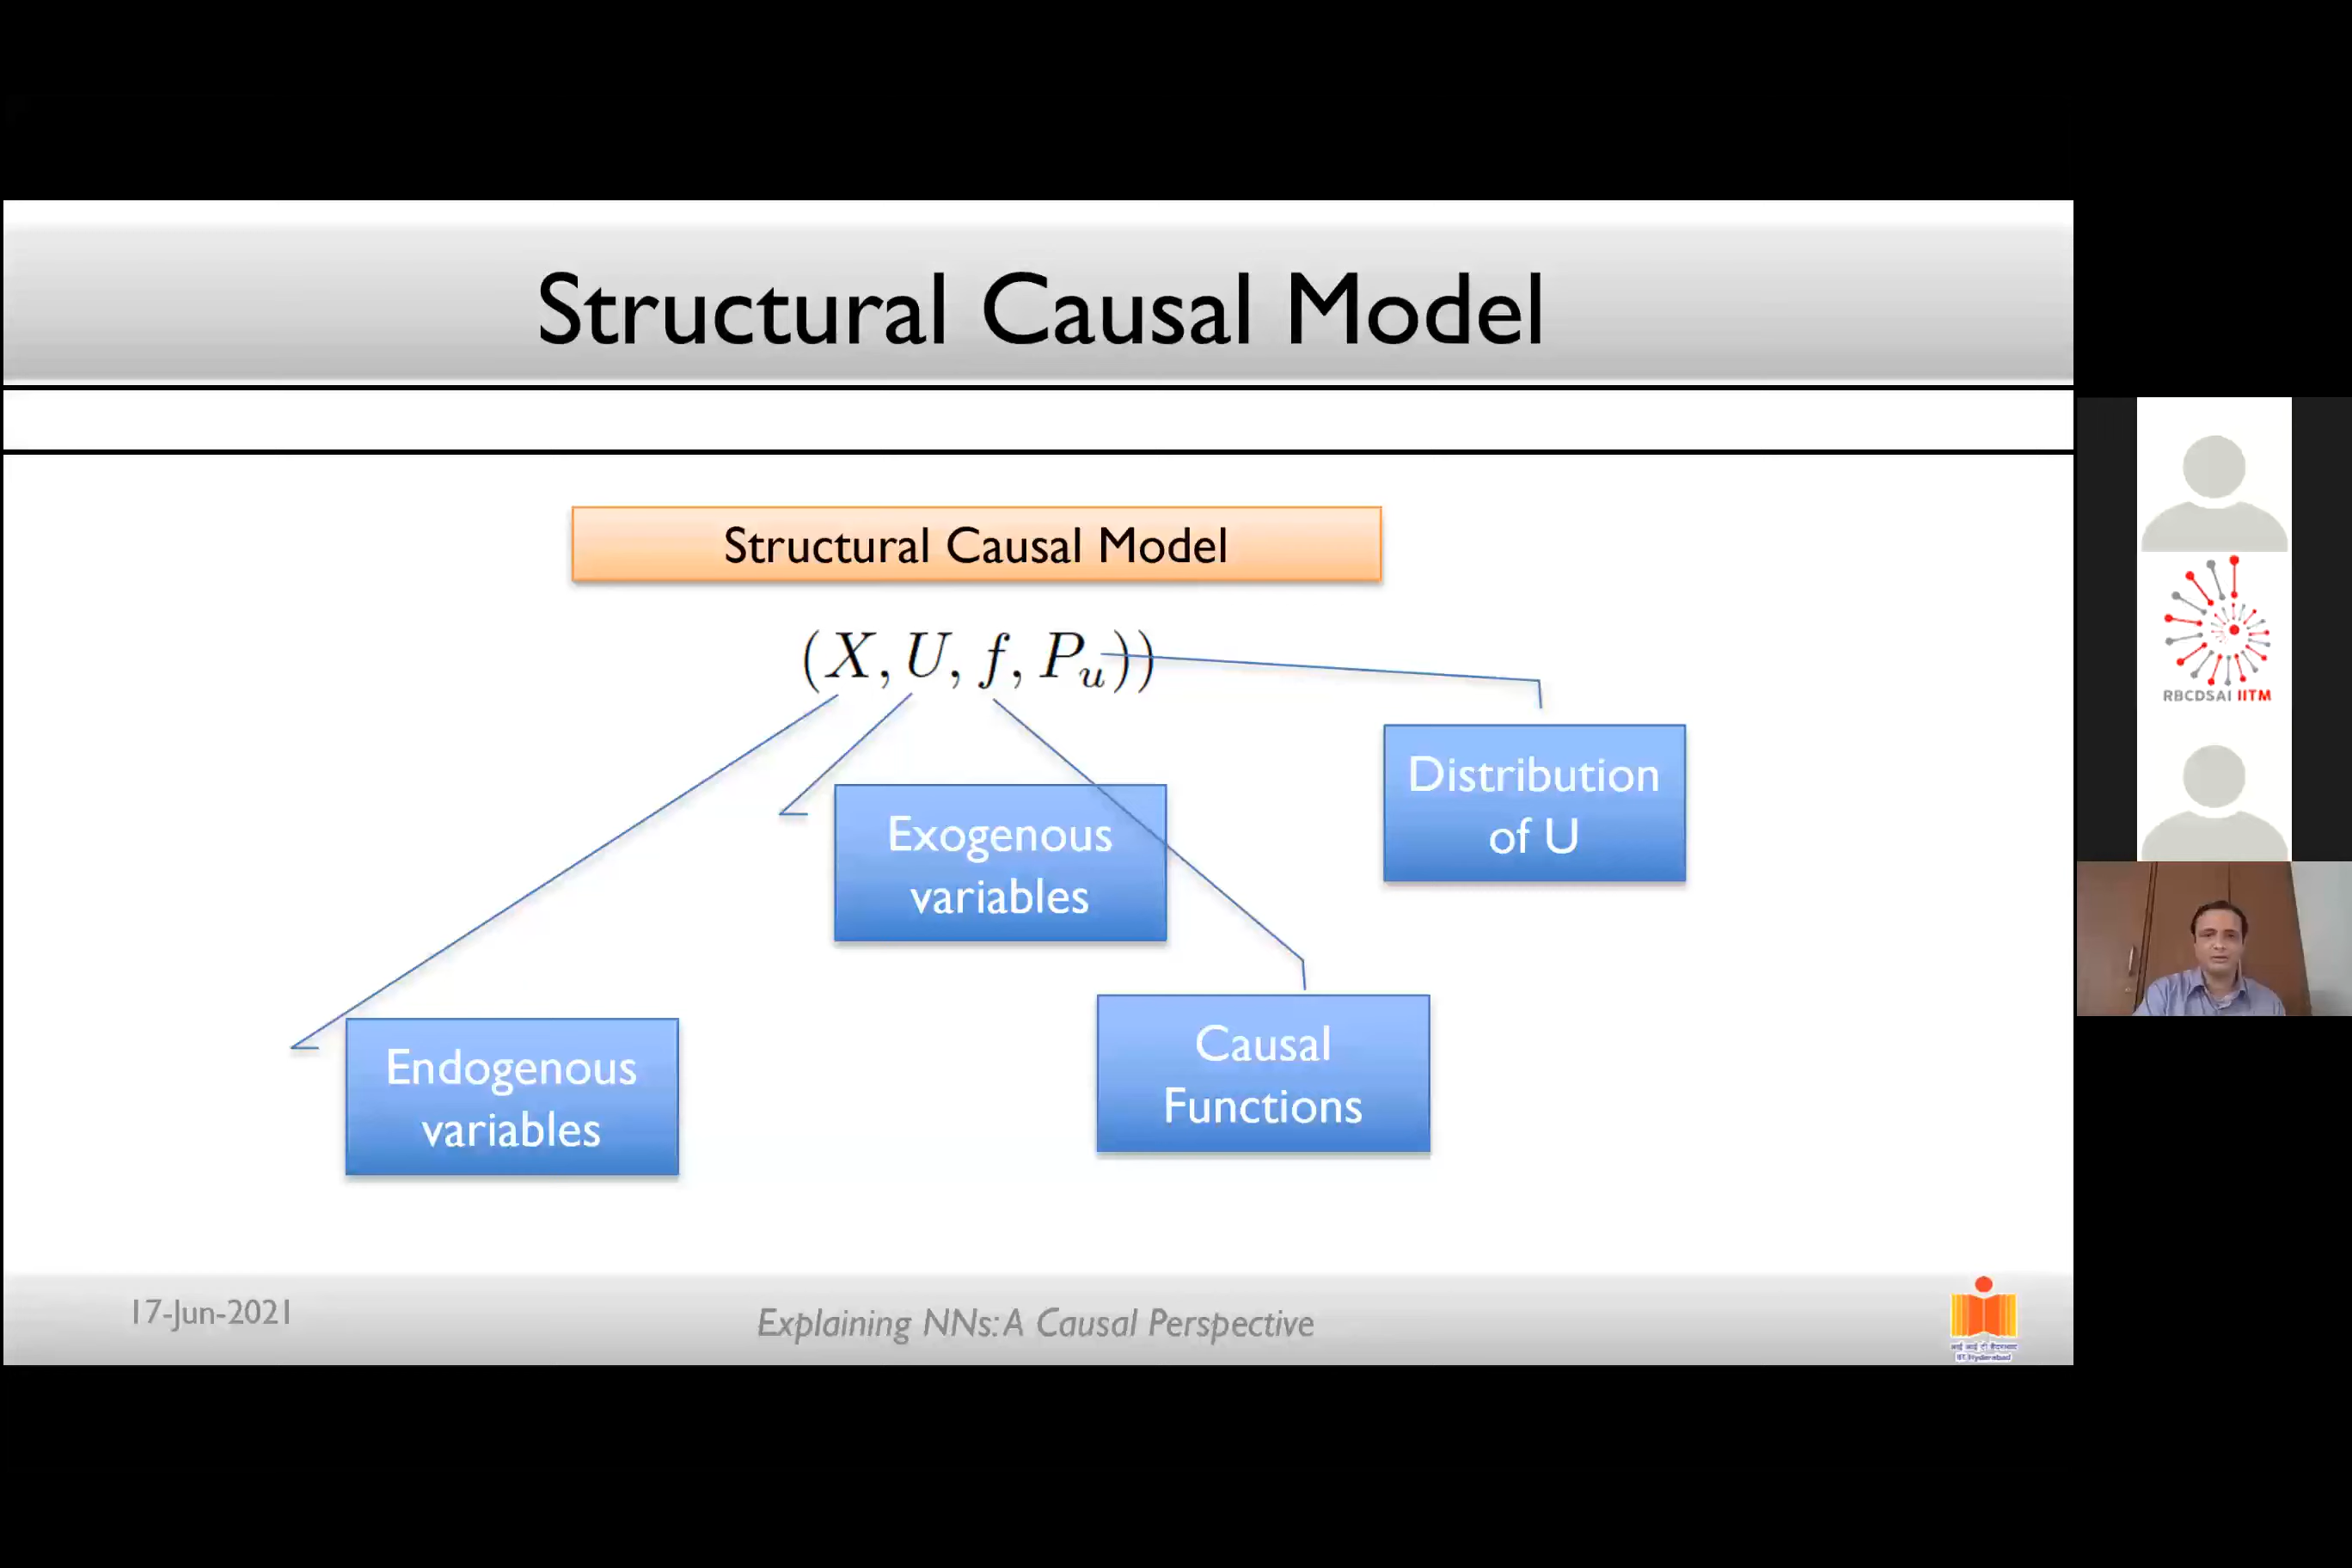 Structural Causal Model
Structural Causal Model
(X, U, f, P_u))
Distribution
of U
Exogenous
variables
Causal
Functions
Endogenous
variables
17-Jun-2021
Explaining NNs: A Causal Perspective
RBCDSAI IITM